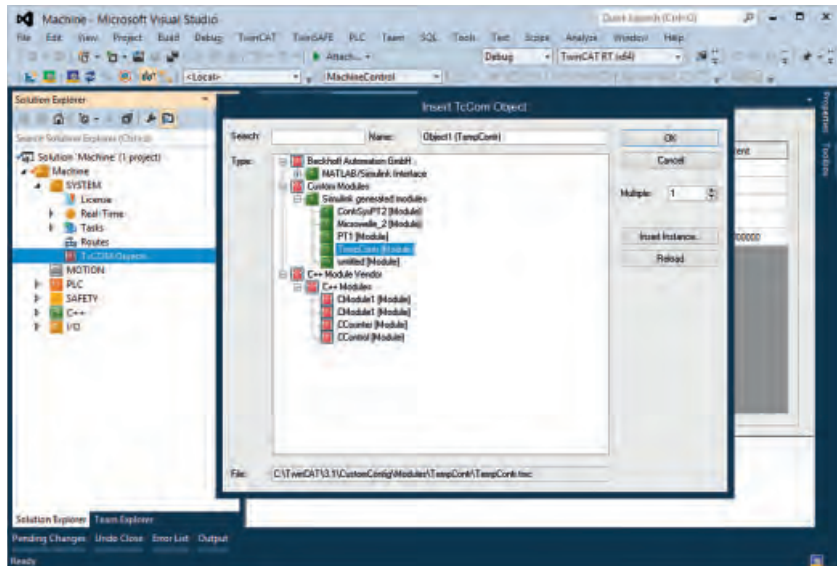 Machine - Microsoft Visual Studio
Quick Launch (Ctrl+Q)
File Edit View Project Build Debug TwinCAT TwinSAFE PLC Team SQL Tools Test Scope Analyze Window Help
Attach... Debug TwinCAT RT (x64)
<Local> MachineControl
Solution Explorer
Search Solution Explorer (Ctrl+ü)
Solution 'Machine' (1 project)
Machine
SYSTEM
License
Real-Time
Tasks
Routes
TcCOM Objects
MOTION
PLC
SAFETY
C++
I/O
Insert TcCom Object
Search:
Name: Object1 (TempContr)
Type:
Beckhoff Automation GmbH
MATLAB/Simulink Interface
Custom Modules
Simulink generated modules
ContrSysPT2 [Module]
Microwelle_2 [Module]
PT1 [Module]
TempContr [Module]
untitled [Module]
C++ Module Vendor
C++ Modules
CModule1 [Module]
CModule1 [Module]
CCounter [Module]
CControl [Module]
OK
Cancel
Multiple: 1
Insert Instance...
Reload
File: C:\TwinCAT\3.1\CustomConfig\Modules\TempContr\TempContr.tmc
00000
Properties
Toolbox
Solution Explorer Team Explorer
Pending Changes Undo Close Error List Output
Ready